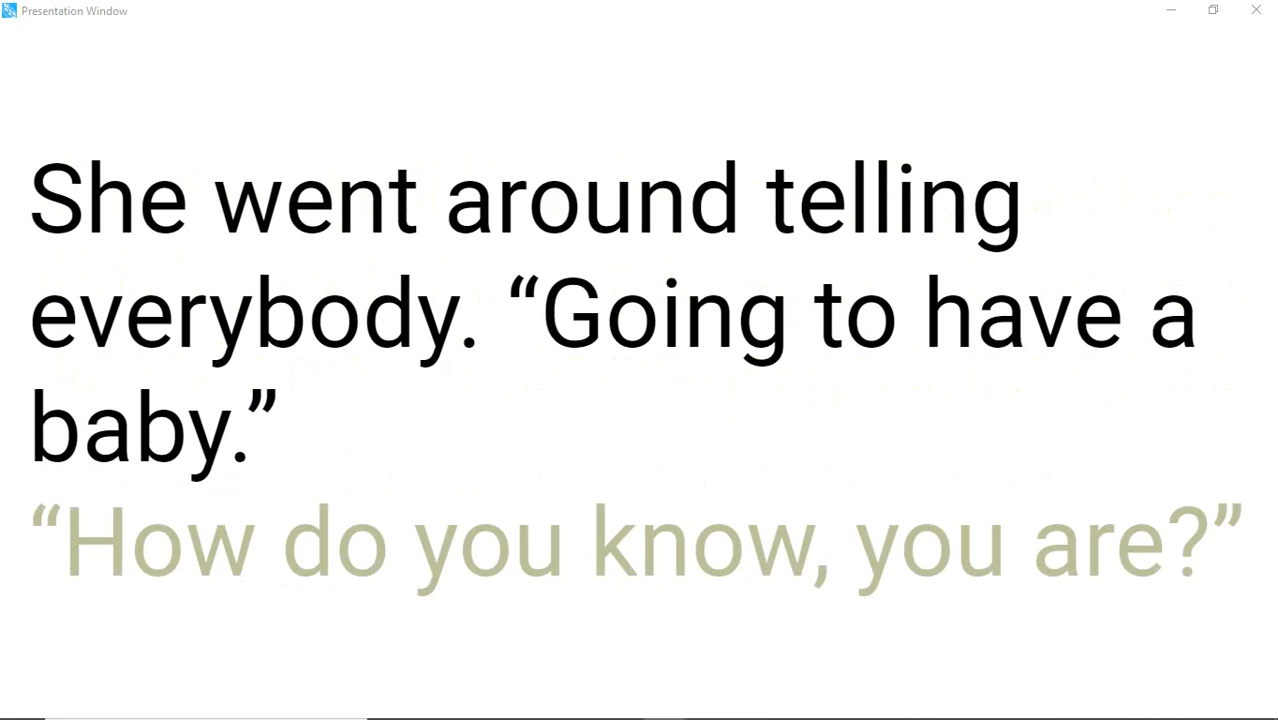 Presentation Window
She went around telling
everybody. “Going to have a
baby.”
“How do you know, you are?”